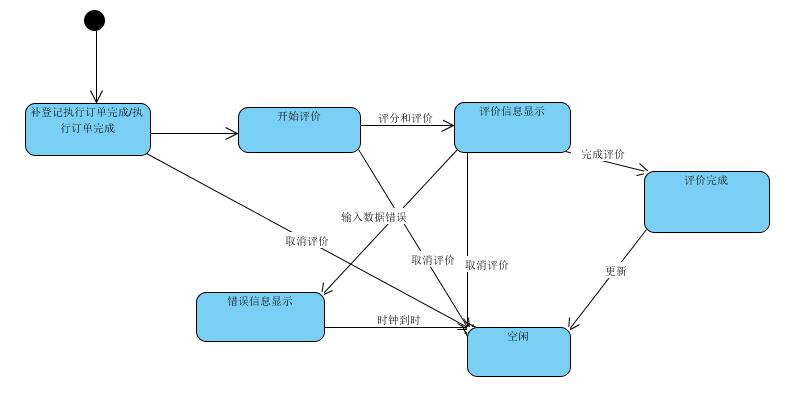 补登记执行订单完成/执
行订单完成
开始评价
评分和评价
评价信息显示
完成评价
评价完成
输入数据错误
取消评价
取消评价
取消评价
更新
错误信息显示
时钟到时
空闲